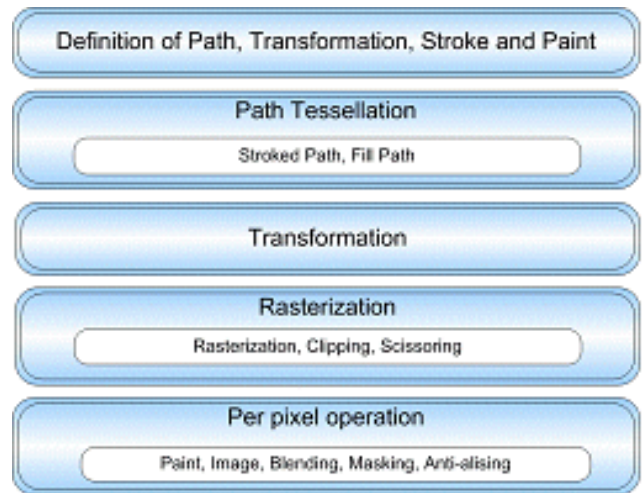 Definition of Path, Transformation, Stroke and Paint
Path Tessellation
Stroked Path, Fill Path
Transformation
Rasterization
Rasterization, Clipping, Scissoring
Per pixel operation
Paint, Image, Blending, Masking, Anti-alising